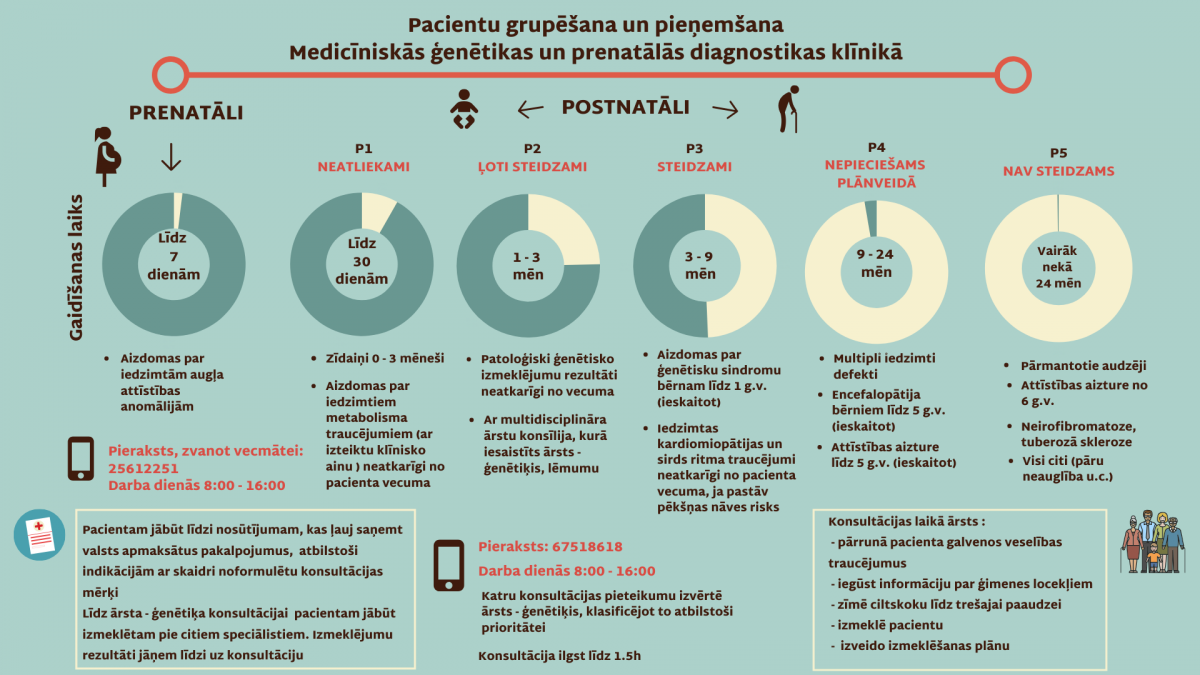 Pacientu grupēšana un pieņemšana
Medicīniskās ģenētikas un prenatālās diagnostikas klīnikā
PRENATĀLI
POSTNATĀLI
Gaidīšanas laiks
Līdz
7
dienām
P1
NEATLIEKAMI
Līdz
30
dienām
P2
ĻOTI STEIDZAMI
1 - 3
mēn
P3
STEIDZAMI
3 - 9
mēn
P4
NEPIECIEŠAMS
PLĀNVEIDĀ
9 - 24
mēn
P5
NAV STEIDZAMS
Vairāk
nekā
24 mēn
• Aizdomas par
iedzimtām augļa
attīstības
anomālijām
Pieraksts, zvanot vecmātei:
25612251
Darba dienās 8:00 - 16:00
• Zīdaiņi 0 - 3 mēneši
• Aizdomas par
iedzimtiem
metabolisma
traucējumiem (ar
izteiktu klīnisko
ainu ) neatkarīgi no
pacienta vecuma
• Patoloģiski ģenētisko
izmeklējumu rezultāti
neatkarīgi no vecuma
• Ar multidisciplināra
ārstu konsīlija, kurā
iesaistīts ārsts -
ģenētiķis, lēmumu
• Aizdomas par
ģenētisku sindromu
bērnam līdz 1 g.v.
(ieskaitot)
• Iedzimtas
kardiomiopātijas un
sirds ritma traucējumi
neatkarīgi no pacienta
vecuma, ja pastāv
pēkšņas nāves risks
• Multipli iedzimti
defekti
• Encefalopātija
bērniem līdz 5 g.v.
(ieskaitot)
• Attīstības aizture
līdz 5 g.v. (ieskaitot)
• Pārmantotie audzēji
• Attīstības aizture no
6 g.v.
• Neirofibromatoze,
tuberozā skleroze
• Visi citi (pāru
neauglība u.c.)
Pacientam jābūt līdzi nosūtījumam, kas ļauj saņemt
valsts apmaksātus pakalpojumus, atbilstoši
indikācijām ar skaidri noformulētu konsultācijas
mērķi
Līdz ārsta - ģenētiķa konsultācijai pacientam jābūt
izmeklētam pie citiem speciālistiem. Izmeklējumu
rezultāti jāņem līdzi uz konsultāciju
Pieraksts: 67518618
Darba dienās 8:00 - 16:00
Katru konsultācijas pieteikumu izvērtē
ārsts - ģenētiķis, klasificējot to atbilstoši
prioritātei
Konsultācija ilgst līdz 1.5h
Konsultācijas laikā ārsts :
- pārrunā pacienta galvenos veselības
traucējumus
- iegūst informāciju par ģimenes locekļiem
- zīmē ciltskoku līdz trešajai paaudzei
- izmeklē pacientu
- izveido izmeklēšanas plānu